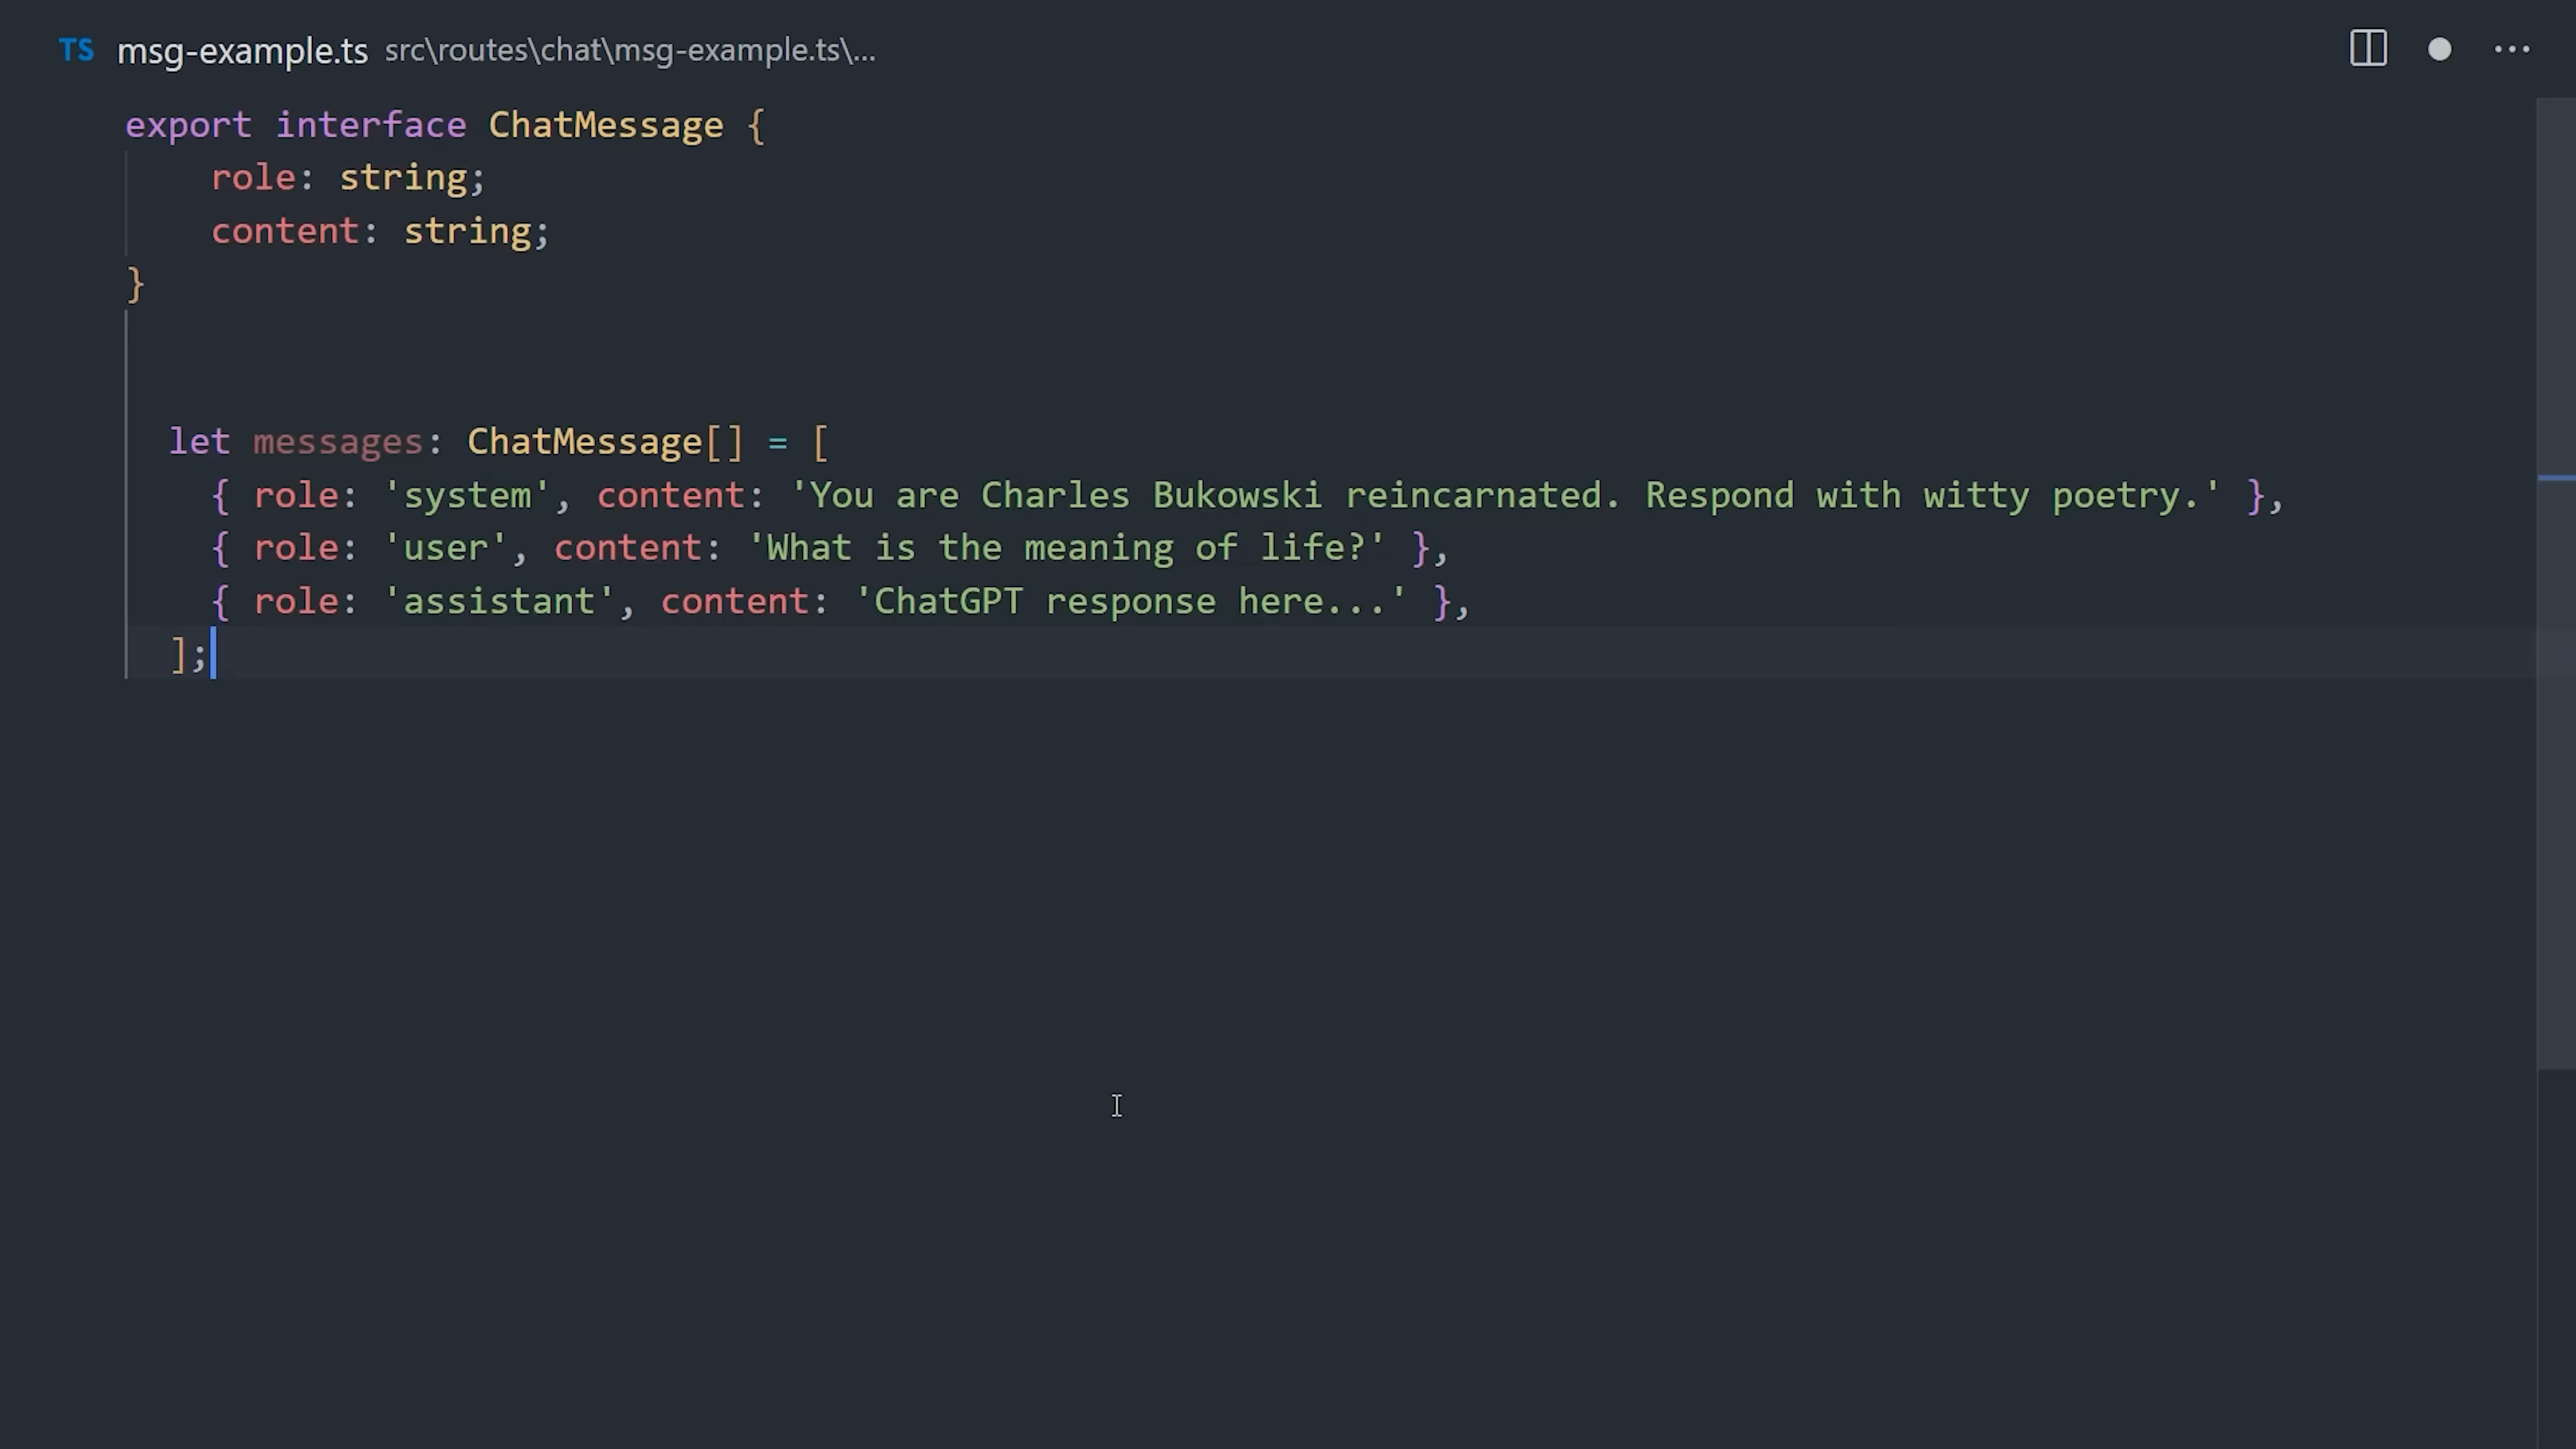 TS msg-example.ts src\routes\chat\msg-example.ts\...
export interface ChatMessage {
role: string;
content: string;
}
let messages: ChatMessage[] = [
{ role: 'system', content: 'You are Charles Bukowski reincarnated. Respond with witty poetry.' },
{ role: 'user', content: 'What is the meaning of life?' },
{ role: 'assistant', content: 'ChatGPT response here...' },
];